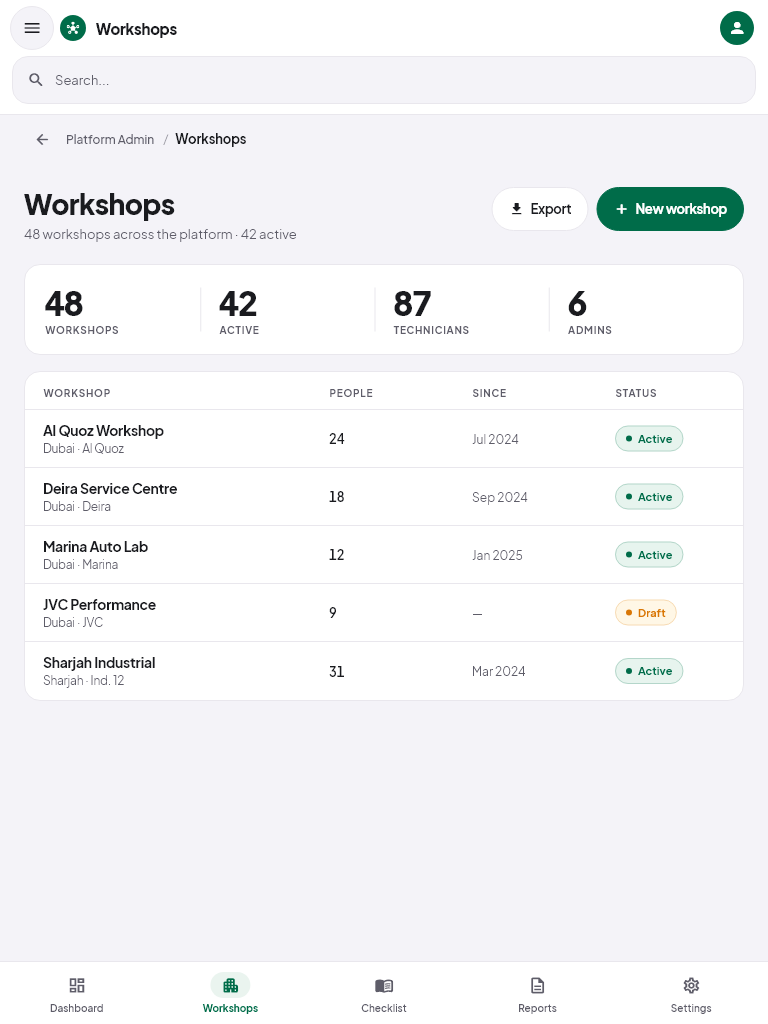 Workshops
Search...
Platform Admin / Workshops
Workshops
48 workshops across the platform · 42 active
Export
New workshop
48
WORKSHOPS
42
ACTIVE
87
TECHNICIANS
6
ADMINS
WORKSHOP PEOPLE SINCE STATUS
Al Quoz Workshop
Dubai · Al Quoz
24
Jul 2024
Active
Deira Service Centre
Dubai · Deira
18
Sep 2024
Active
Marina Auto Lab
Dubai · Marina
12
Jan 2025
Active
JVC Performance
Dubai · JVC
9
—
Draft
Sharjah Industrial
Sharjah · Ind. 12
31
Mar 2024
Active
Dashboard
Workshops
Checklist
Reports
Settings